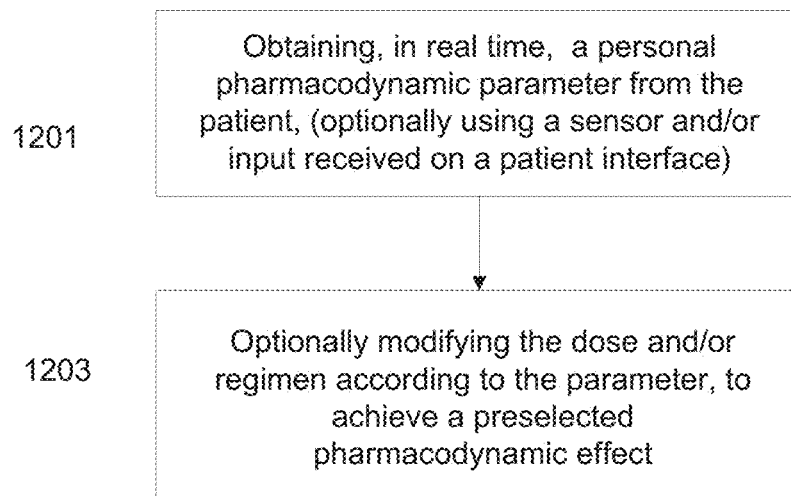 1201
Obtaining, in real time, a personal
pharmacodynamic parameter from the
patient, (optionally using a sensor and/or
input received on a patient interface)
1203
Optionally modifying the dose and/or
regimen according to the parameter, to
achieve a preselected
pharmacodynamic effect